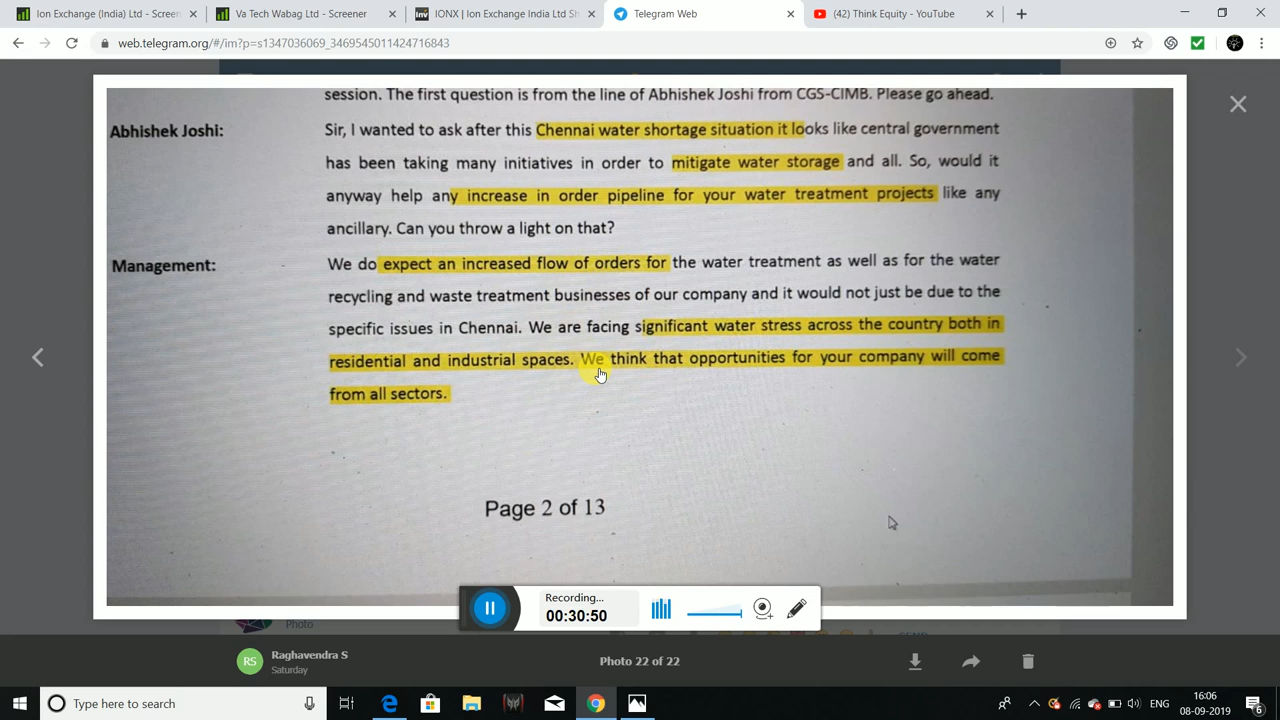 Ion Exchange (India) Ltd - Screen
Va Tech Wabag Ltd - Screener
IONX | Ion Exchange India Ltd Sh
Telegram Web
(42) Think Equity - YouTube
web.telegram.org/#/im?p=s1347036069_3469545011424716843
session. The first question is from the line of Abhishek Joshi from CGS-CIMB. Please go ahead.
Abhishek Joshi: Sir, I wanted to ask after this Chennai water shortage situation it looks like central government
has been taking many initiatives in order to mitigate water storage and all. So, would it
anyway help any increase in order pipeline for your water treatment projects like any
ancillary. Can you throw a light on that?
Management: We do expect an increased flow of orders for the water treatment as well as for the water
recycling and waste treatment businesses of our company and it would not just be due to the
specific issues in Chennai. We are facing significant water stress across the country both in
residential and industrial spaces. We think that opportunities for your company will come
from all sectors.
Page 2 of 13
Recording...
00:30:50
Photo
RS
Raghavendra S
Saturday
Photo 22 of 22
Type here to search
ENG
16:06
08-09-2019
6